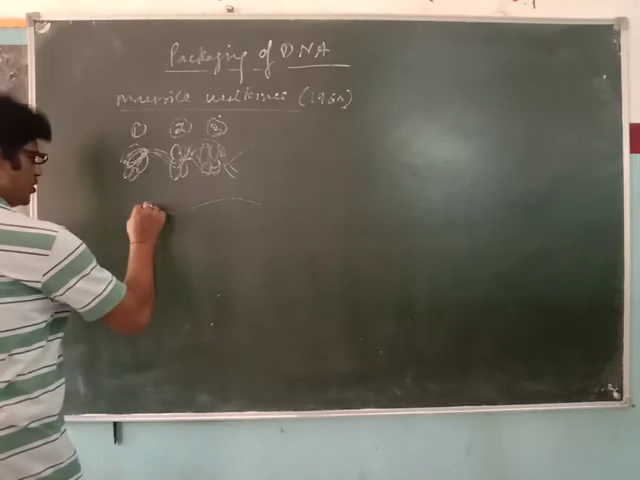 Packaging of DNA
maurice wilkins (1960)
① ② ③